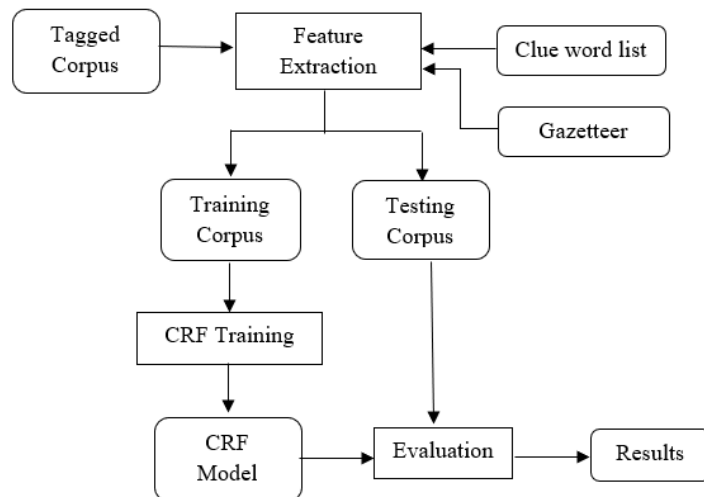 Tagged
Corpus
Feature
Extraction
Clue word list
Gazetteer
Training
Corpus
Testing
Corpus
CRF Training
CRF
Model
Evaluation
Results